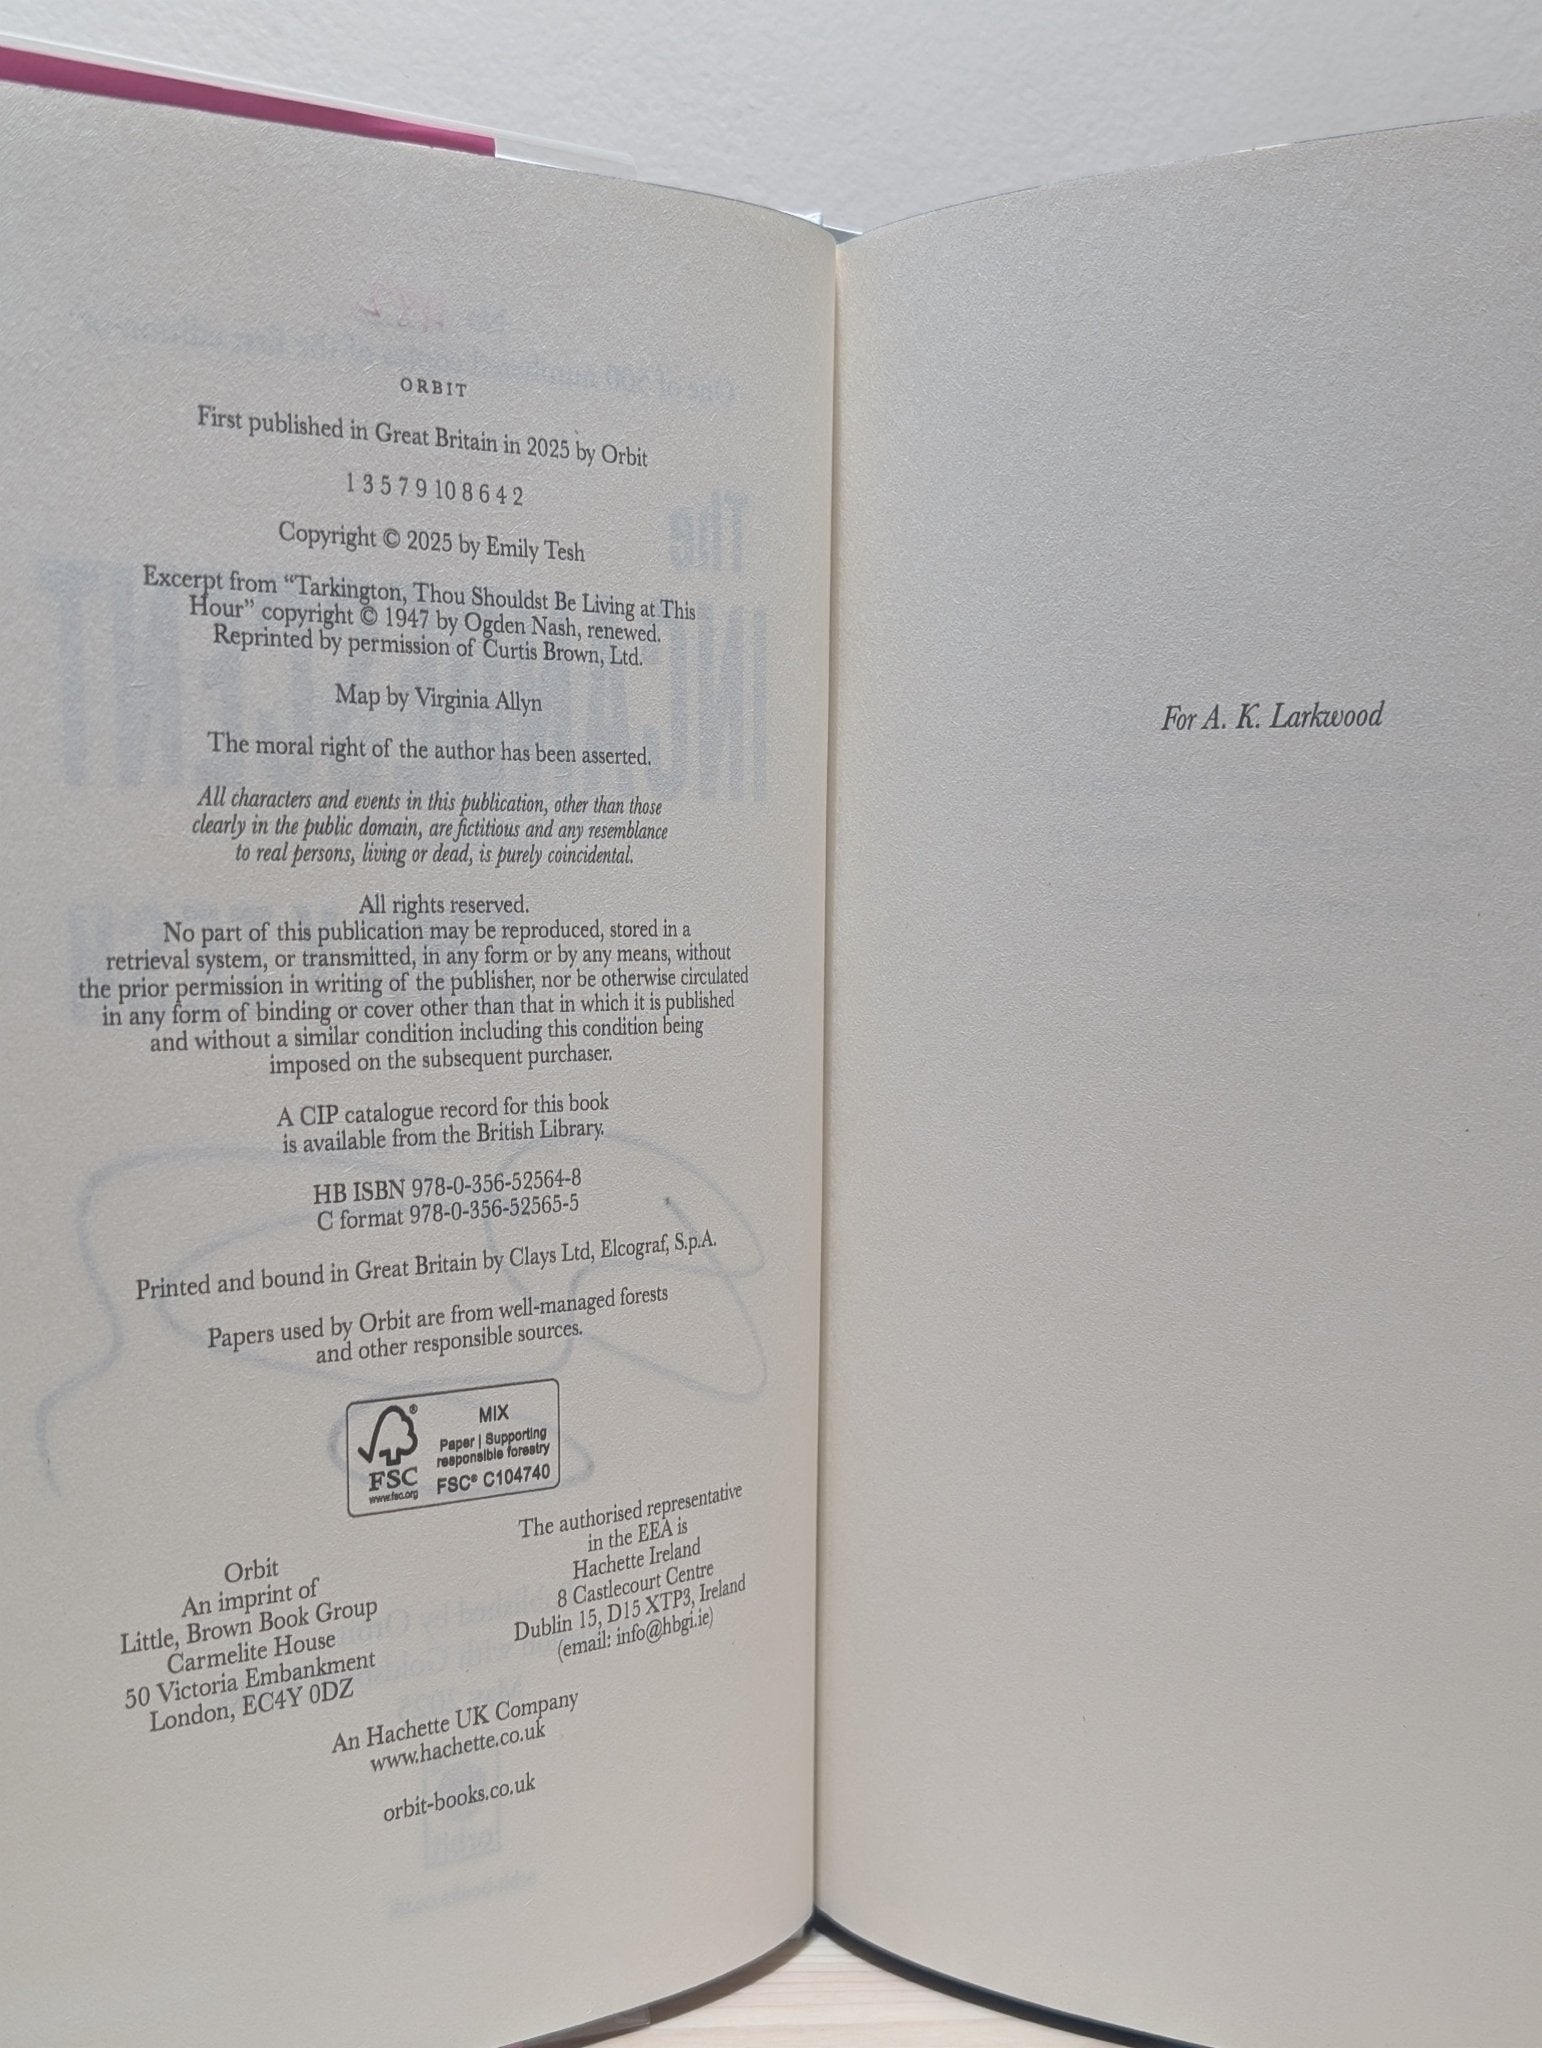 ORBIT
First published in Great Britain in 2025 by Orbit
1 3 5 7 9 10 8 6 4 2
Copyright © 2025 by Emily Tesh
Excerpt from “Tarkington, Thou Shouldst Be Living at This
Hour” copyright © 1947 by Ogden Nash, renewed.
Reprinted by permission of Curtis Brown, Ltd.
Map by Virginia Allyn
The moral right of the author has been asserted.
All characters and events in this publication, other than those
clearly in the public domain, are fictitious and any resemblance
to real persons, living or dead, is purely coincidental.
All rights reserved.
No part of this publication may be reproduced, stored in a
retrieval system, or transmitted, in any form or by any means, without
the prior permission in writing of the publisher, nor be otherwise circulated
in any form of binding or cover other than that in which it is published
and without a similar condition including this condition being
imposed on the subsequent purchaser.
A CIP catalogue record for this book
is available from the British Library.
HB ISBN 978-0-356-52564-8
C format 978-0-356-52565-5
Printed and bound in Great Britain by Clays Ltd, Elcograf, S.p.A.
Papers used by Orbit are from well-managed forests
and other responsible sources.
FSC®
www.fsc.org
MIX
Paper | Supporting
responsible forestry
FSC® C104740
Orbit
An imprint of
Little, Brown Book Group
Carmelite House
50 Victoria Embankment
London, EC4Y 0DZ
The authorised representative
in the EEA is
Hachette Ireland
8 Castlecourt Centre
Dublin 15, D15 XTP3, Ireland
(email: info@hbgi.ie)
An Hachette UK Company
www.hachette.co.uk
orbit-books.co.uk
For A. K. Larkwood